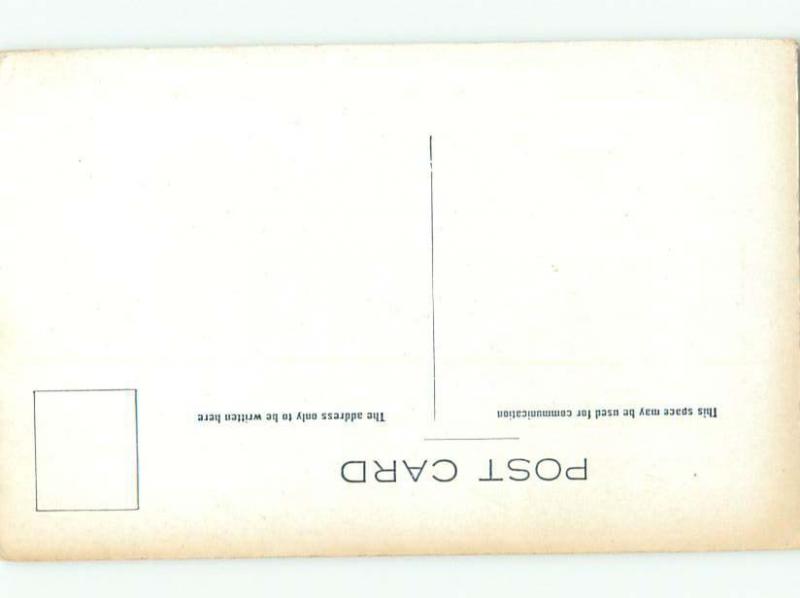 POST CARD
This space may be used for communication
The address only to be written here